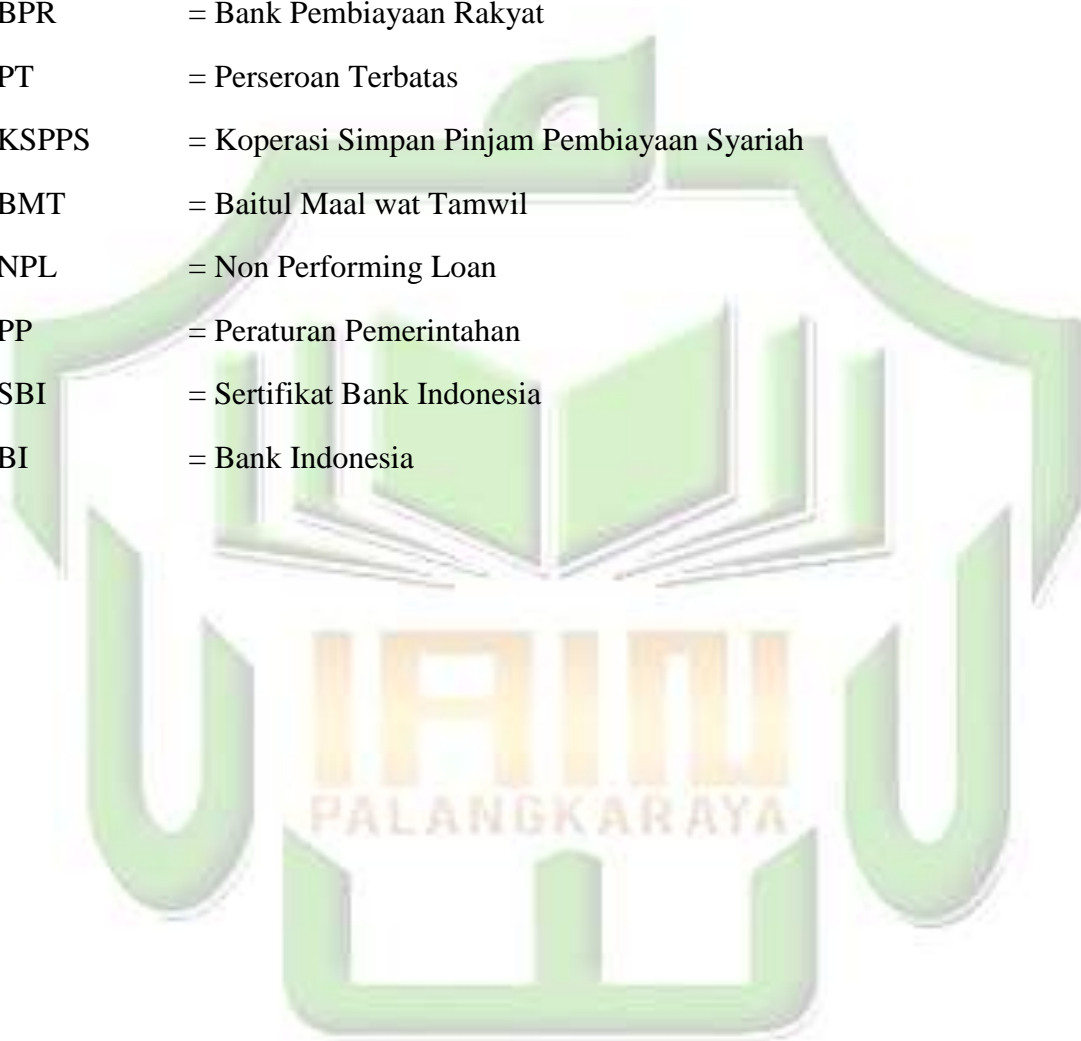 BPR = Bank Pembiayaan Rakyat
PT = Perseroan Terbatas
KSPPS = Koperasi Simpan Pinjam Pembiayaan Syariah
BMT = Baitul Maal wat Tamwil
NPL = Non Performing Loan
PP = Peraturan Pemerintahan
SBI = Sertifikat Bank Indonesia
BI = Bank Indonesia
IAIN
PALANGKARAYA